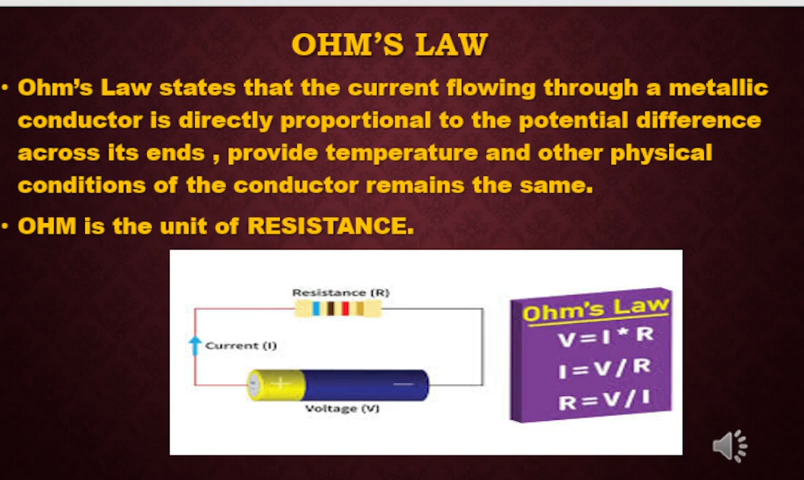 OHM'S LAW
• Ohm's Law states that the current flowing through a metallic
conductor is directly proportional to the potential difference
across its ends , provide temperature and other physical
conditions of the conductor remains the same.
• OHM is the unit of RESISTANCE.
Resistance (R)
Current (I)
+ —
Voltage (V)
Ohm's Law
V=I*R
I=V/R
R=V/I